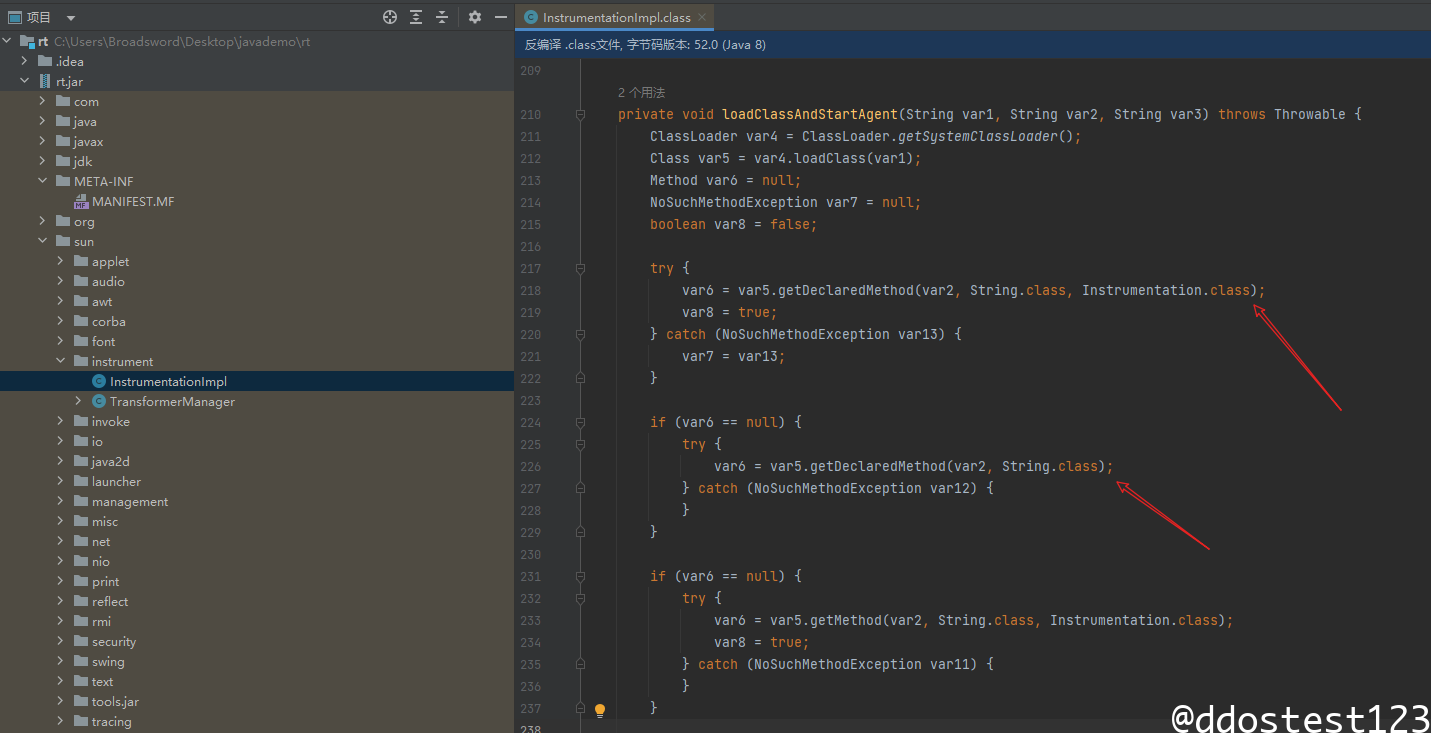 项目
rt C:\Users\Broadsword\Desktop\javademo\rt
.idea
rt.jar
com
java
javax
jdk
META-INF
MANIFEST.MF
org
sun
applet
audio
awt
corba
font
instrument
InstrumentationImpl
TransformerManager
invoke
io
java2d
launcher
management
misc
net
nio
print
reflect
rmi
security
swing
text
tools.jar
tracing
InstrumentationImpl.class
反编译 .class文件, 字节码版本: 52.0 (Java 8)
209
2 个用法
210 private void loadClassAndStartAgent(String var1, String var2, String var3) throws Throwable {
211 ClassLoader var4 = ClassLoader.getSystemClassLoader();
212 Class var5 = var4.loadClass(var1);
213 Method var6 = null;
214 NoSuchMethodException var7 = null;
215 boolean var8 = false;
216
217 try {
218 var6 = var5.getDeclaredMethod(var2, String.class, Instrumentation.class);
219 var8 = true;
220 } catch (NoSuchMethodException var13) {
221 var7 = var13;
222 }
223
224 if (var6 == null) {
225 try {
226 var6 = var5.getDeclaredMethod(var2, String.class);
227 } catch (NoSuchMethodException var12) {
228 }
229 }
230
231 if (var6 == null) {
232 try {
233 var6 = var5.getMethod(var2, String.class, Instrumentation.class);
234 var8 = true;
235 } catch (NoSuchMethodException var11) {
236 }
237 }
238
@ddostest123